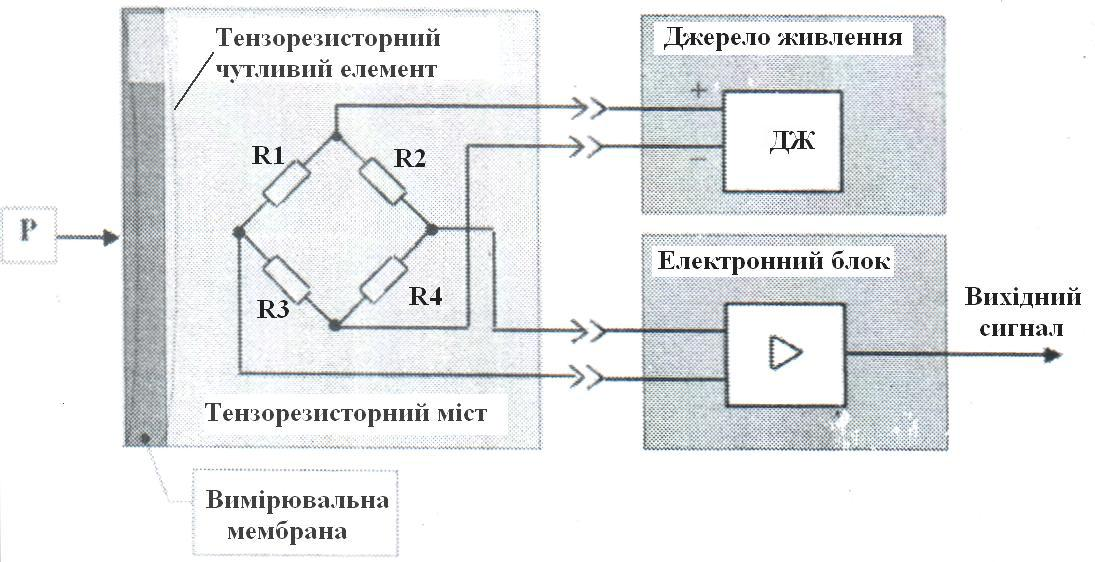 Тензорезисторний
чутливий елемент
Джерело живлення
+
ДЖ
−
R1
R2
P
R3
R4
Електронний блок
Вихідний
сигнал
Тензорезисторний міст
Вимірювальна
мембрана